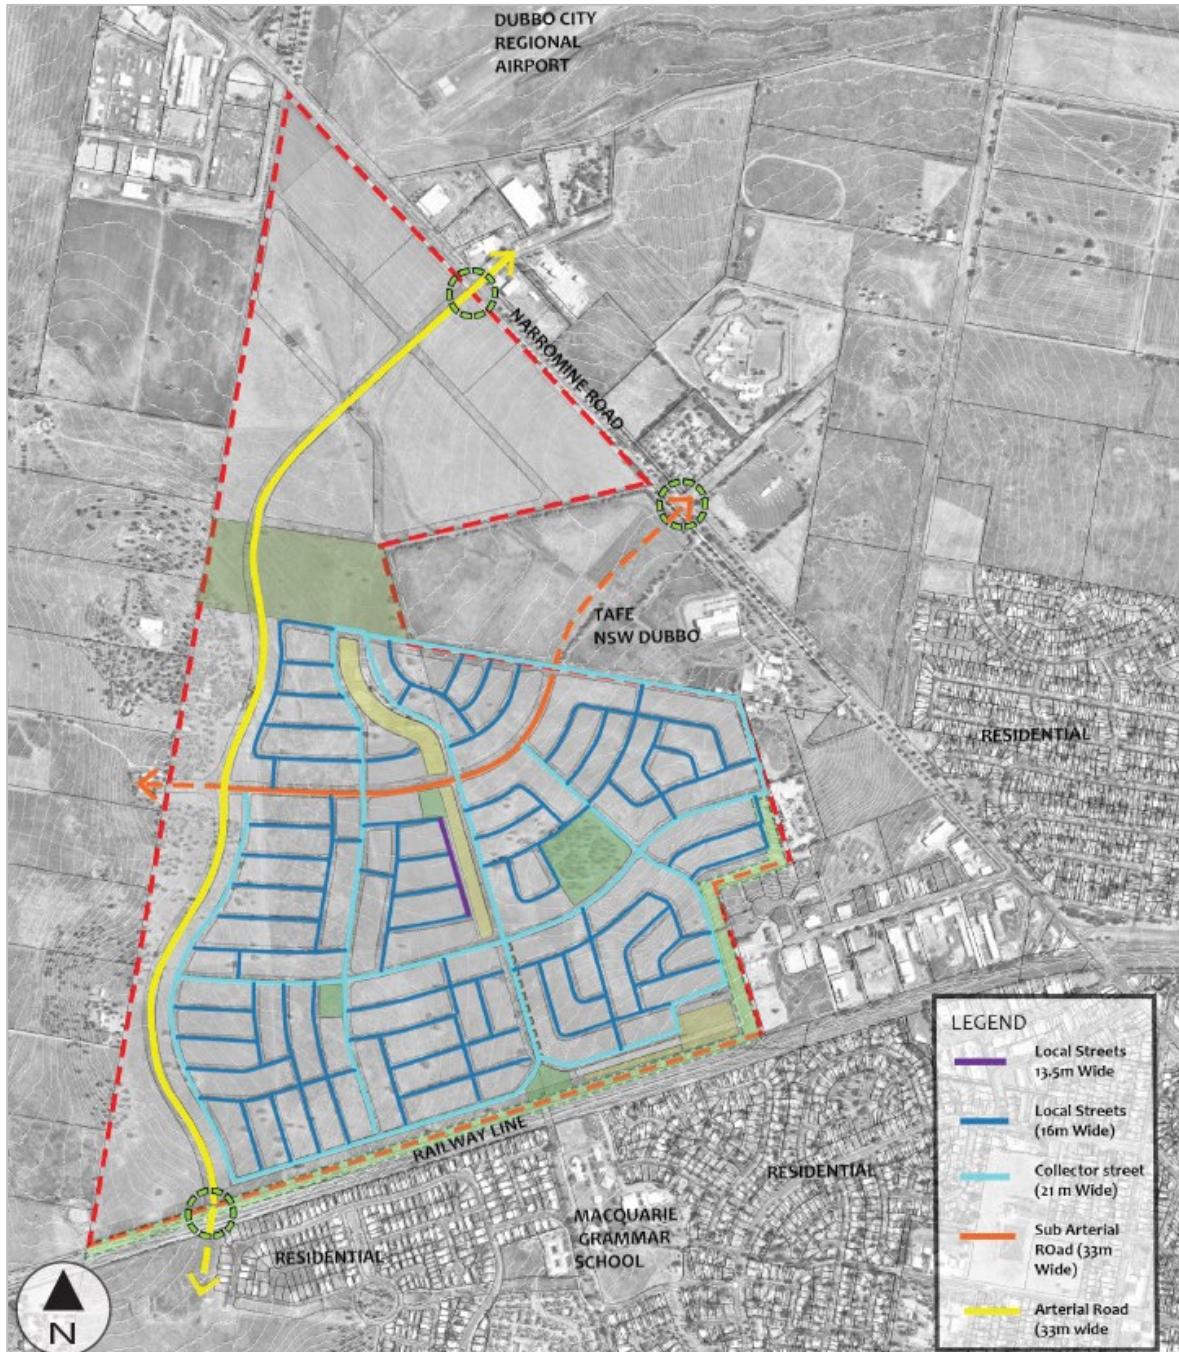 DUBBO CITY
REGIONAL
AIRPORT
NARROMINE ROAD
TAFE
NSW DUBBO
RESIDENTIAL
RAILWAY LINE
RESIDENTIAL
MACQUARIE
GRAMMAR
SCHOOL
RESIDENTIAL
N
LEGEND
Local Streets
13.5m Wide
Local Streets
(16m Wide)
Collector street
(21 m Wide)
Sub Arterial
ROad (33m
Wide)
Arterial Road
(33m wide